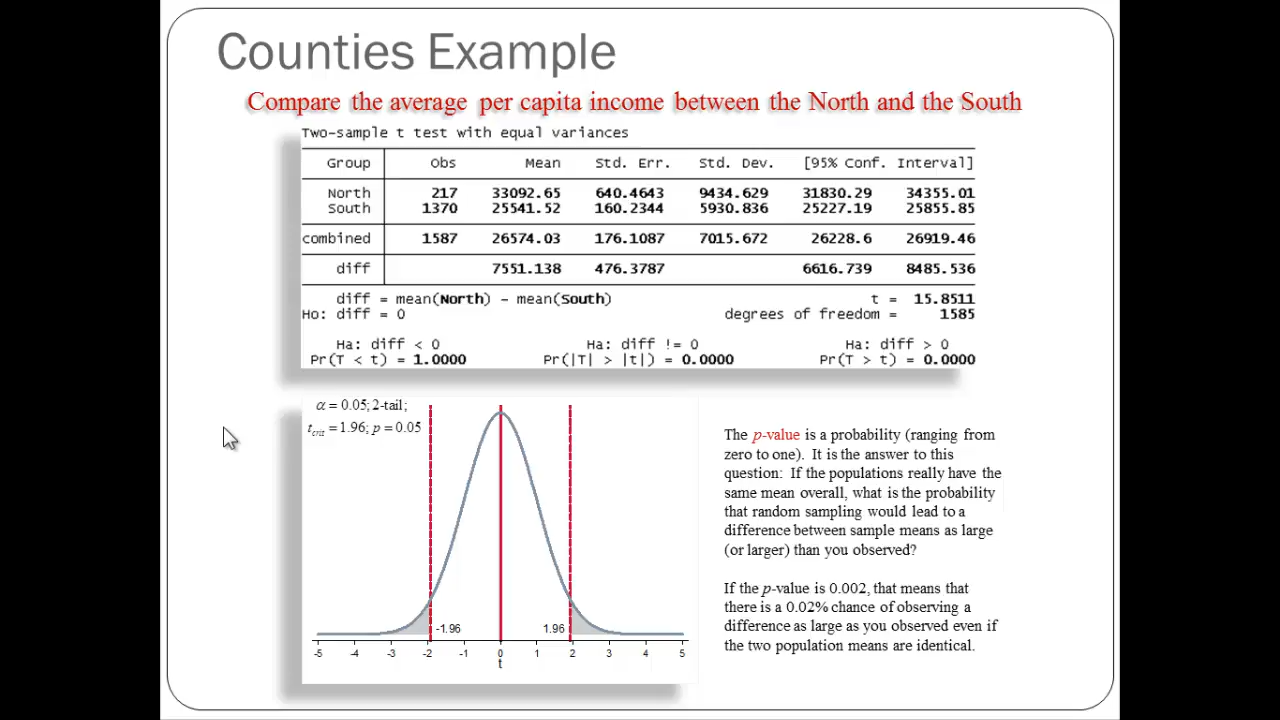 Counties Example
Compare the average per capita income between the North and the South
Two-sample t test with equal variances
Group Obs Mean Std. Err. Std. Dev. [95% Conf. Interval]
North 217 33092.65 640.4643 9434.629 31830.29 34355.01
South 1370 25541.52 160.2344 5930.836 25227.19 25855.85
combined 1587 26574.03 176.1087 7015.672 26228.6 26919.46
diff 7551.138 476.3787 6616.739 8485.536
diff = mean(North) - mean(South) t = 15.8511
Ho: diff = 0 degrees of freedom = 1585
Ha: diff < 0 Ha: diff != 0 Ha: diff > 0
Pr(T < t) = 1.0000 Pr(|T| > |t|) = 0.0000 Pr(T > t) = 0.0000
α = 0.05; 2-tail;
tcrit = 1.96; p = 0.05
-1.96 1.96
-5 -4 -3 -2 -1 0 1 2 3 4 5
t
The p-value is a probability (ranging from
zero to one). It is the answer to this
question: If the populations really have the
same mean overall, what is the probability
that random sampling would lead to a
difference between sample means as large
(or larger) than you observed?
If the p-value is 0.002, that means that
there is a 0.02% chance of observing a
difference as large as you observed even if
the two population means are identical.